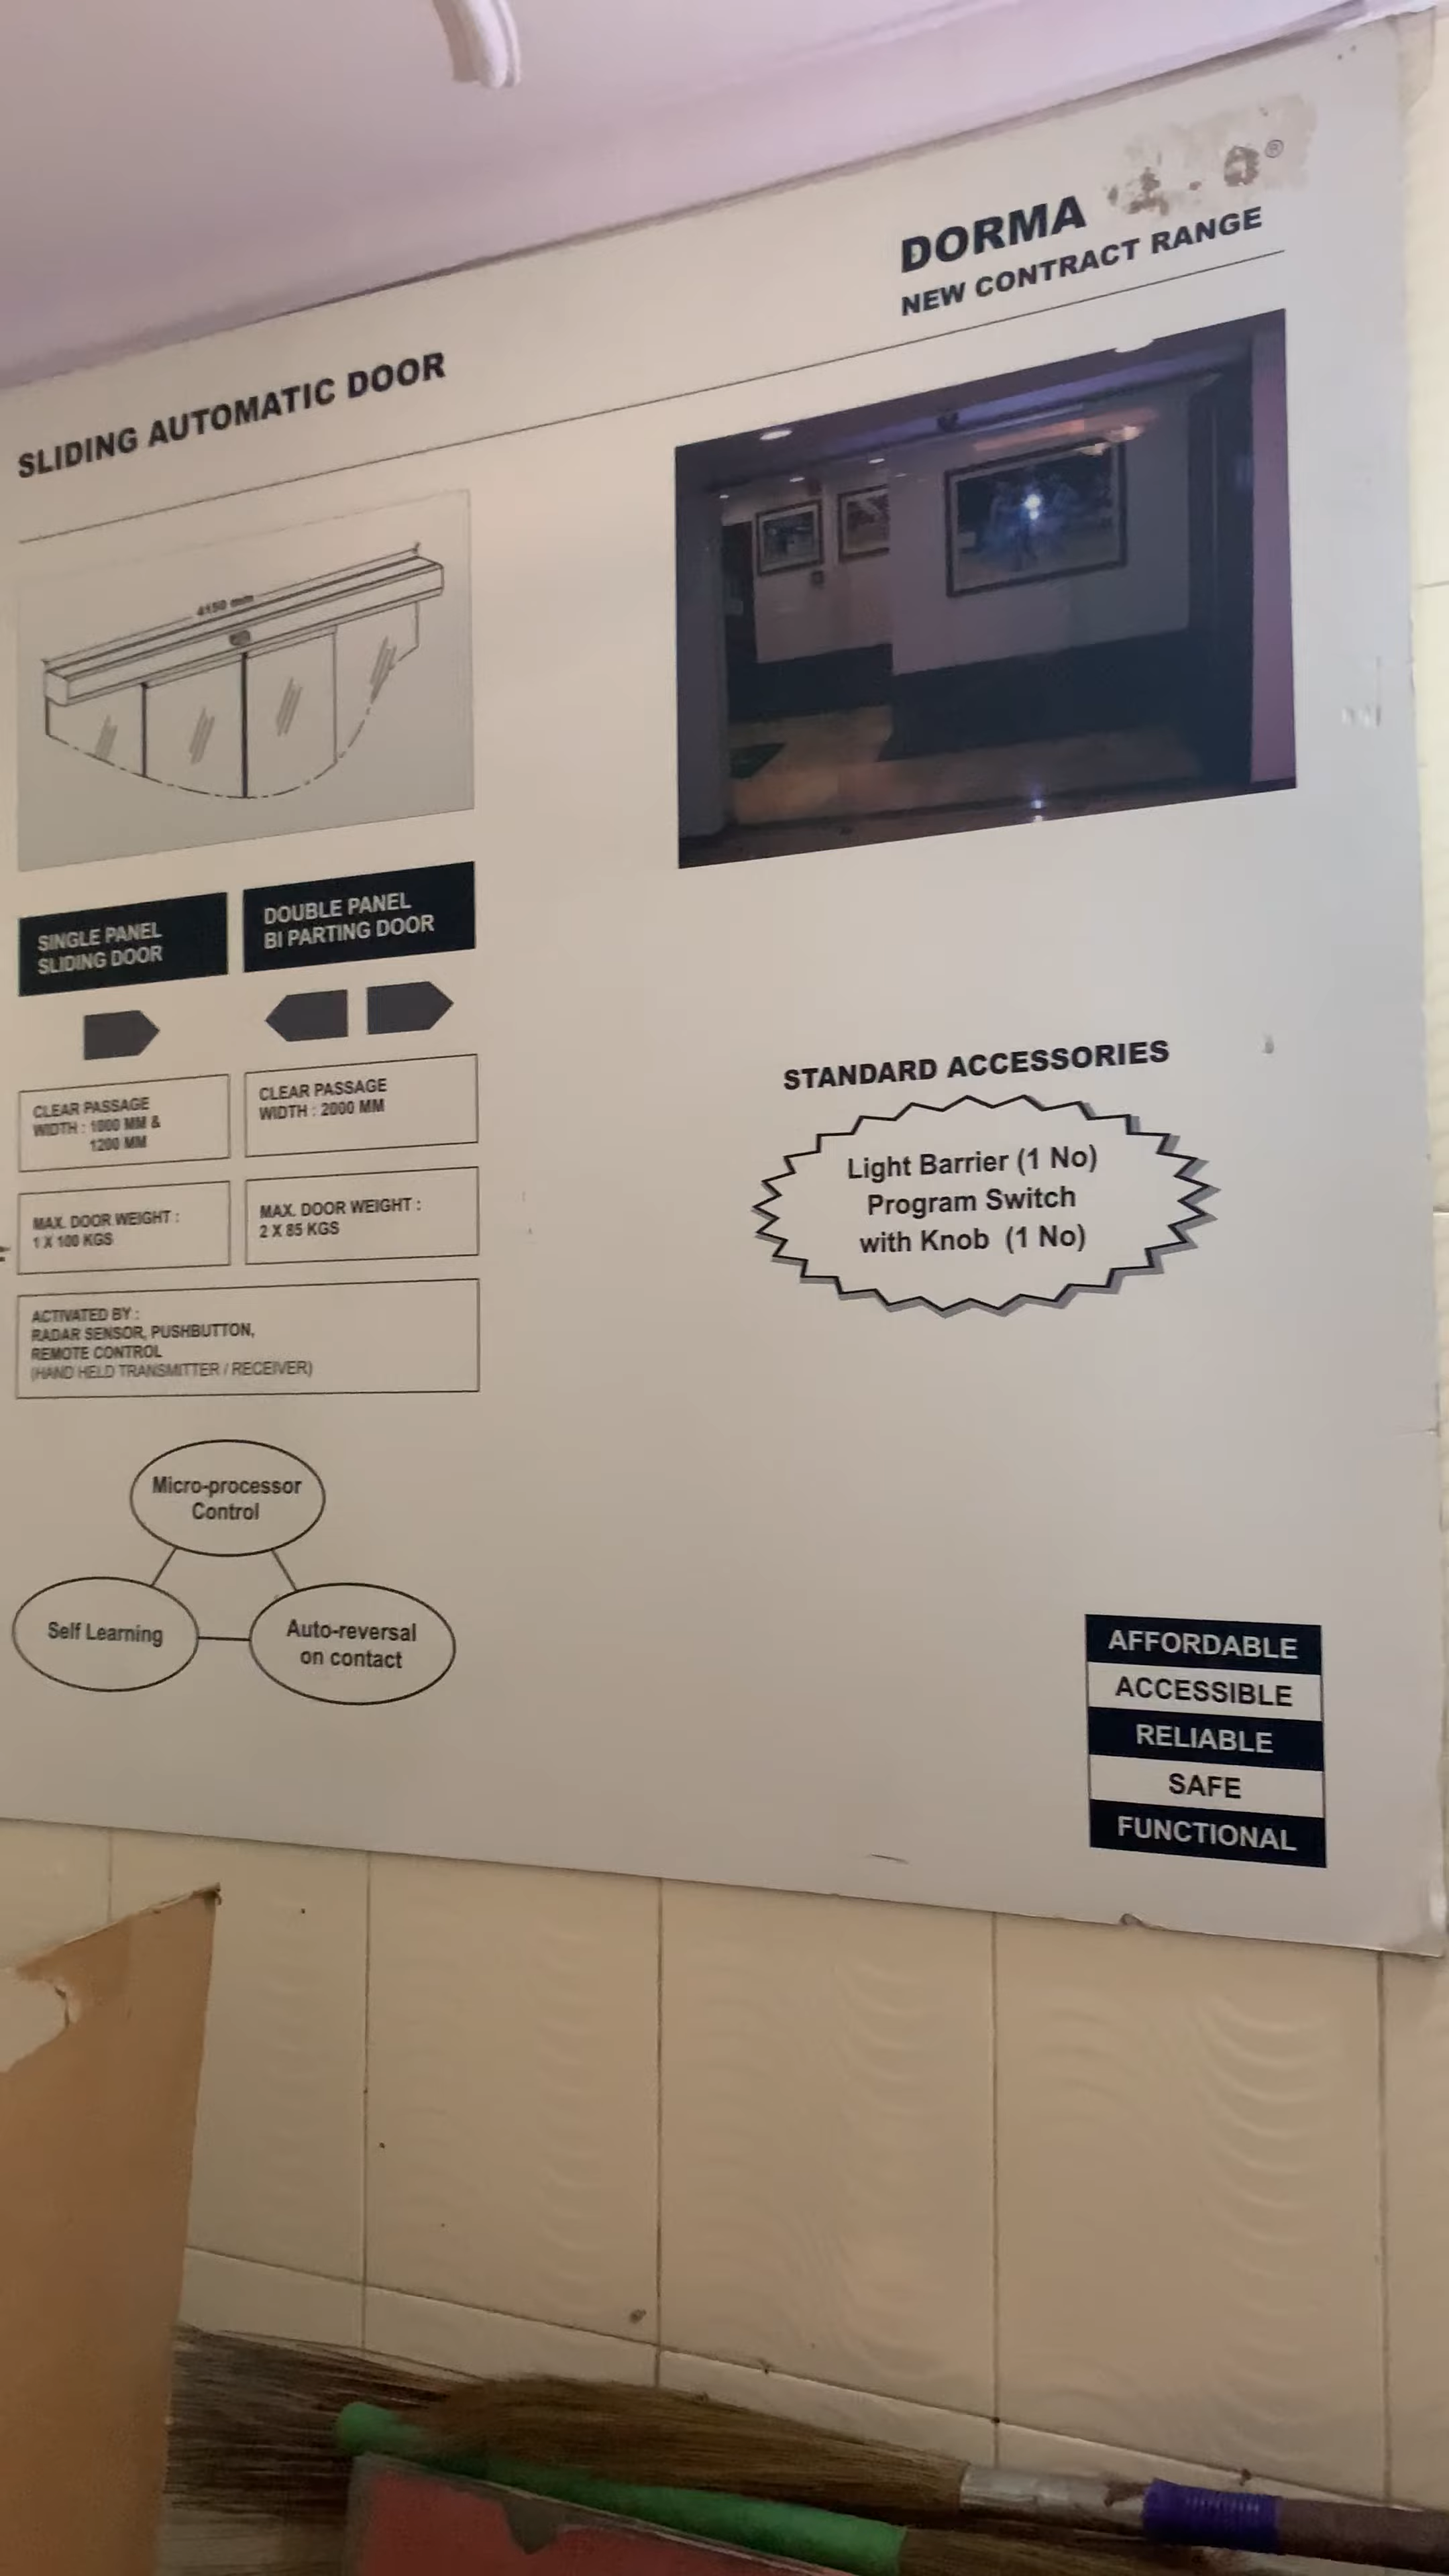 DORMA
NEW CONTRACT RANGE
SLIDING AUTOMATIC DOOR
4150 mm
SINGLE PANEL
SLIDING DOOR
DOUBLE PANEL
BI PARTING DOOR
CLEAR PASSAGE
WIDTH : 1000 MM &
1200 MM
CLEAR PASSAGE
WIDTH : 2000 MM
MAX. DOOR WEIGHT :
1 X 100 KGS
MAX. DOOR WEIGHT :
2 X 85 KGS
ACTIVATED BY :
RADAR SENSOR, PUSHBUTTON,
REMOTE CONTROL
(HAND HELD TRANSMITTER / RECEIVER)
Micro-processor
Control
Self Learning
Auto-reversal
on contact
STANDARD ACCESSORIES
Light Barrier (1 No)
Program Switch
with Knob (1 No)
AFFORDABLE
ACCESSIBLE
RELIABLE
SAFE
FUNCTIONAL